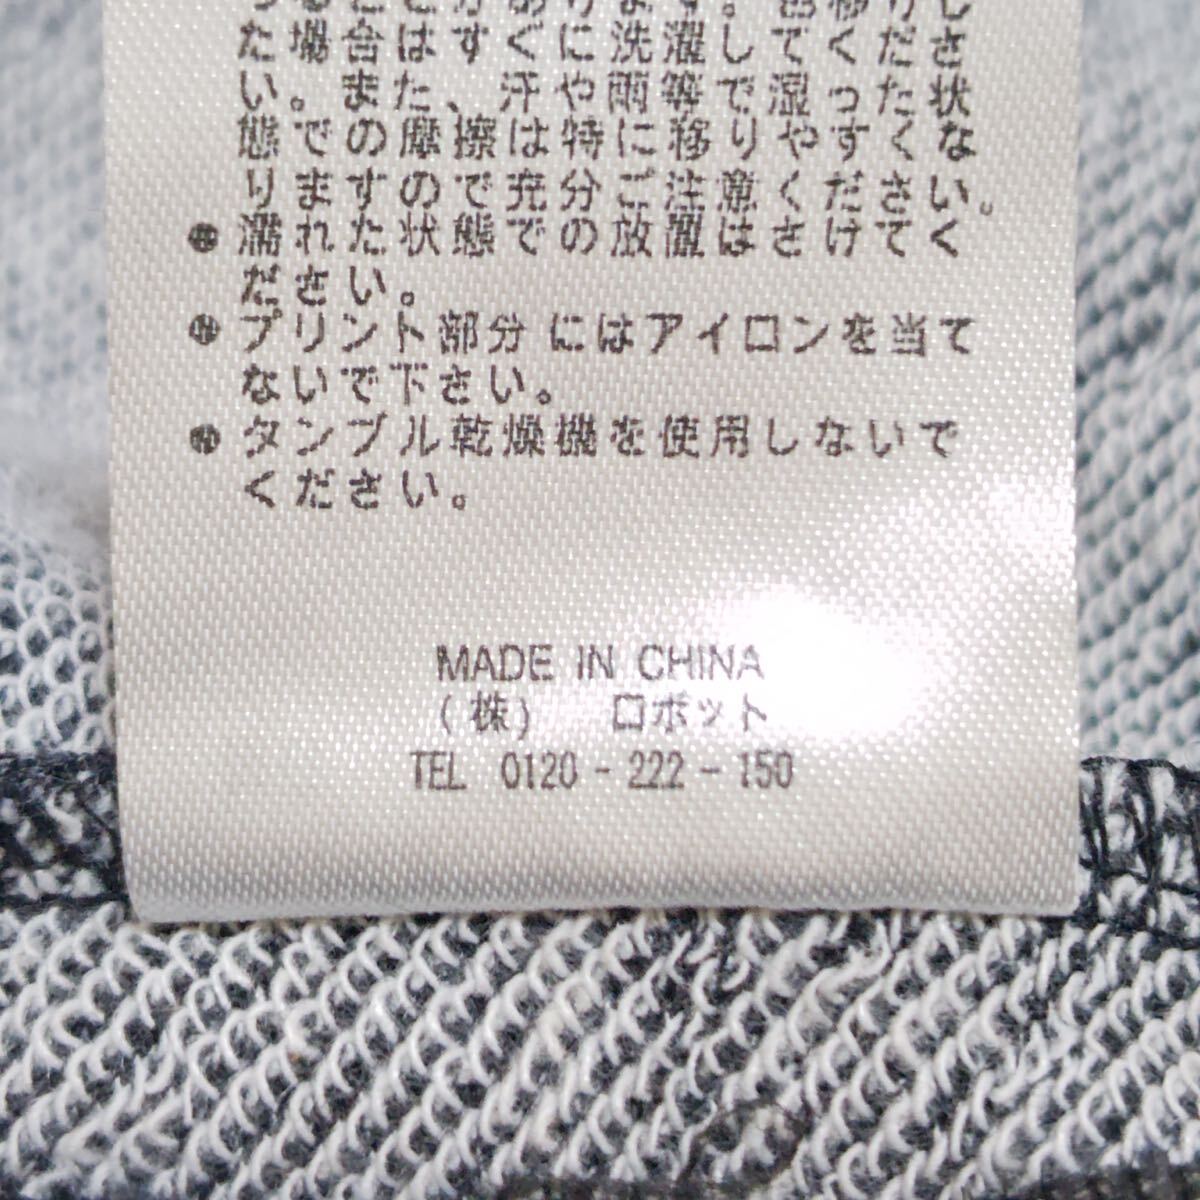 た場合はすぐに洗濯してくださ
い。また、汗や雨等で湿った状
態での摩擦は特に移りやすくな
りますので充分ご注意ください。
濡れた状態での放置はさけてく
ださい。
プリント部分にはアイロンを当て
ないで下さい。
タンブル乾燥機を使用しないで
ください。
MADE IN CHINA
(株) ロボット
TEL 0120-222-150